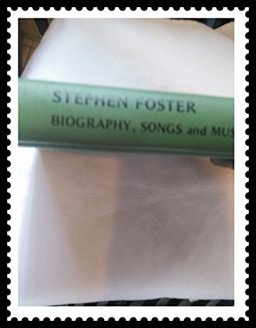 STEPHEN FOSTER
BIOGRAPHY, SONGS and MUS